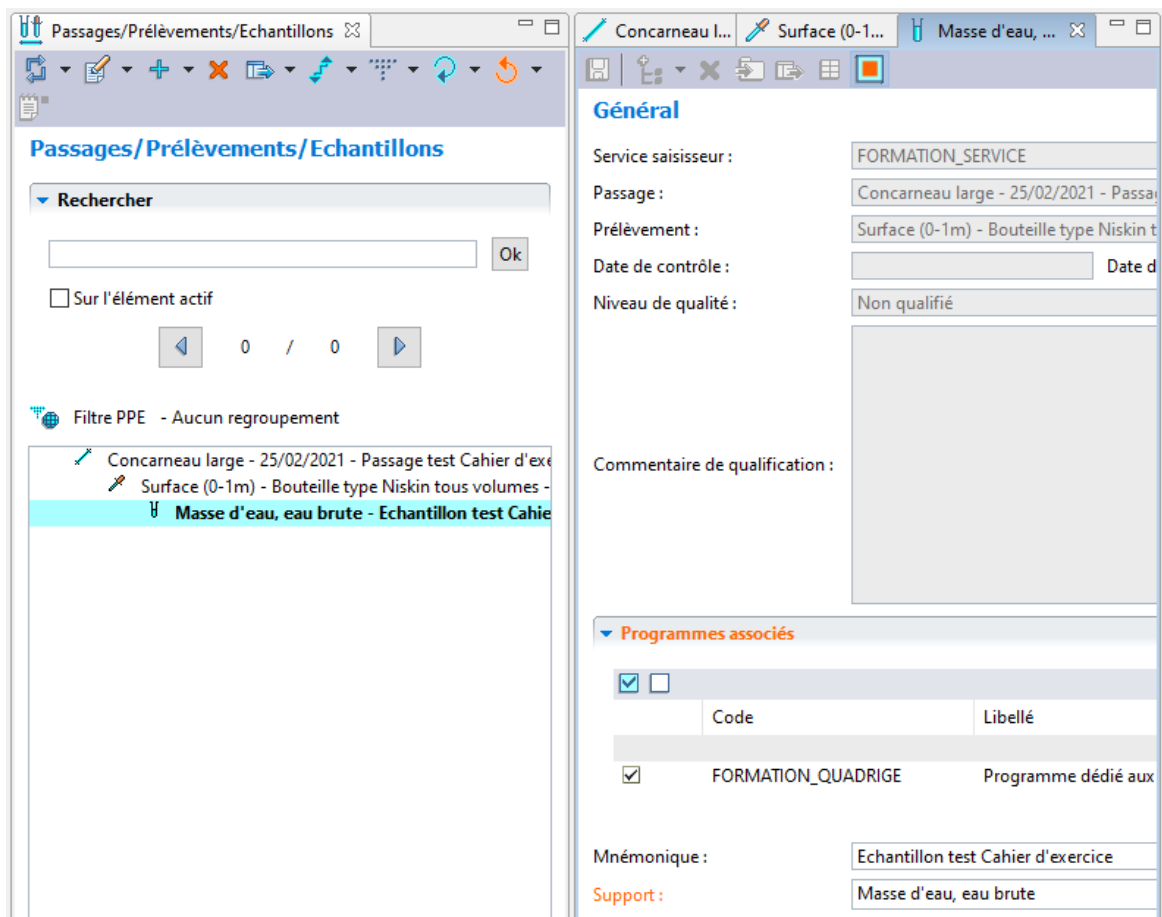 Passages/Prélèvements/Echantillons
Passages/Prélèvements/Echantillons
Rechercher
Ok
Sur l'élément actif
0 / 0
Filtre PPE - Aucun regroupement
Concarneau large - 25/02/2021 - Passage test Cahier d'exe
Surface (0-1m) - Bouteille type Niskin tous volumes -
Masse d'eau, eau brute - Echantillon test Cahie
Concarneau l... Surface (0-1... Masse d'eau, ...
Général
Service saisisseur : FORMATION_SERVICE
Passage : Concarneau large - 25/02/2021 - Passa
Prélèvement : Surface (0-1m) - Bouteille type Niskin t
Date de contrôle : Date d
Niveau de qualité : Non qualifié
Commentaire de qualification :
Programmes associés
Code Libellé
FORMATION_QUADRIGE Programme dédié aux
Mnémonique : Echantillon test Cahier d'exercice
Support : Masse d'eau, eau brute